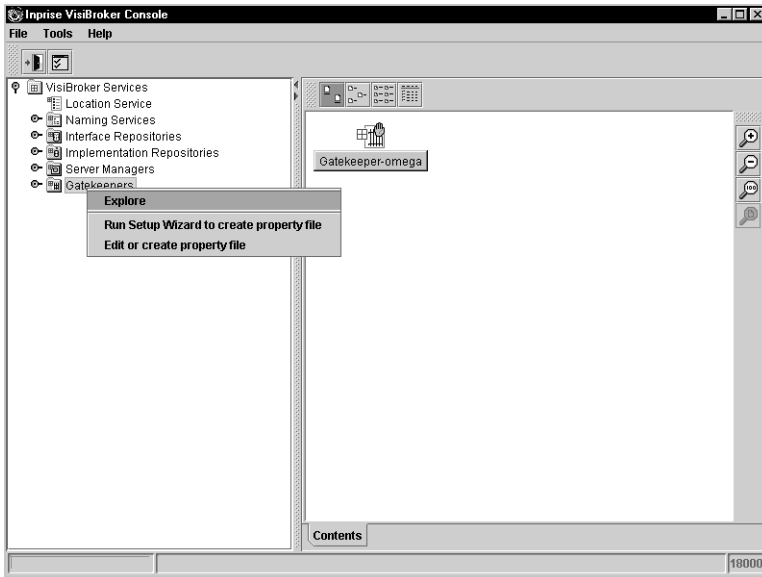 Inprise VisiBroker Console
File Tools Help
VisiBroker Services
Location Service
Naming Services
Interface Repositories
Implementation Repositories
Server Managers
Gatekeepers
Explore
Run Setup Wizard to create property file
Edit or create property file
Gatekeeper-omega
100
Contents
18000